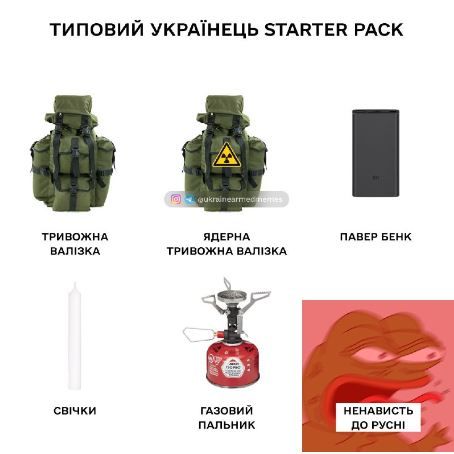 ТИПОВИЙ УКРАЇНЕЦЬ STARTER PACK
@ukrainearmedmemes
ТРИВОЖНА
ВАЛІЗКА
ЯДЕРНА
ТРИВОЖНА ВАЛІЗКА
ПАВЕР БЕНК
СВІЧКИ
ГАЗОВИЙ
ПАЛЬНИК
НЕНАВИСТЬ
ДО РУСНІ